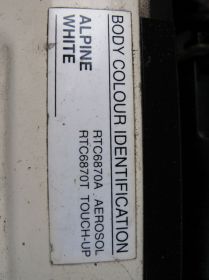 BODY COLOUR IDENTIFICATION
ALPINE
WHITE
RTC6870A AEROSOL
RTC6870T TOUCH-UP